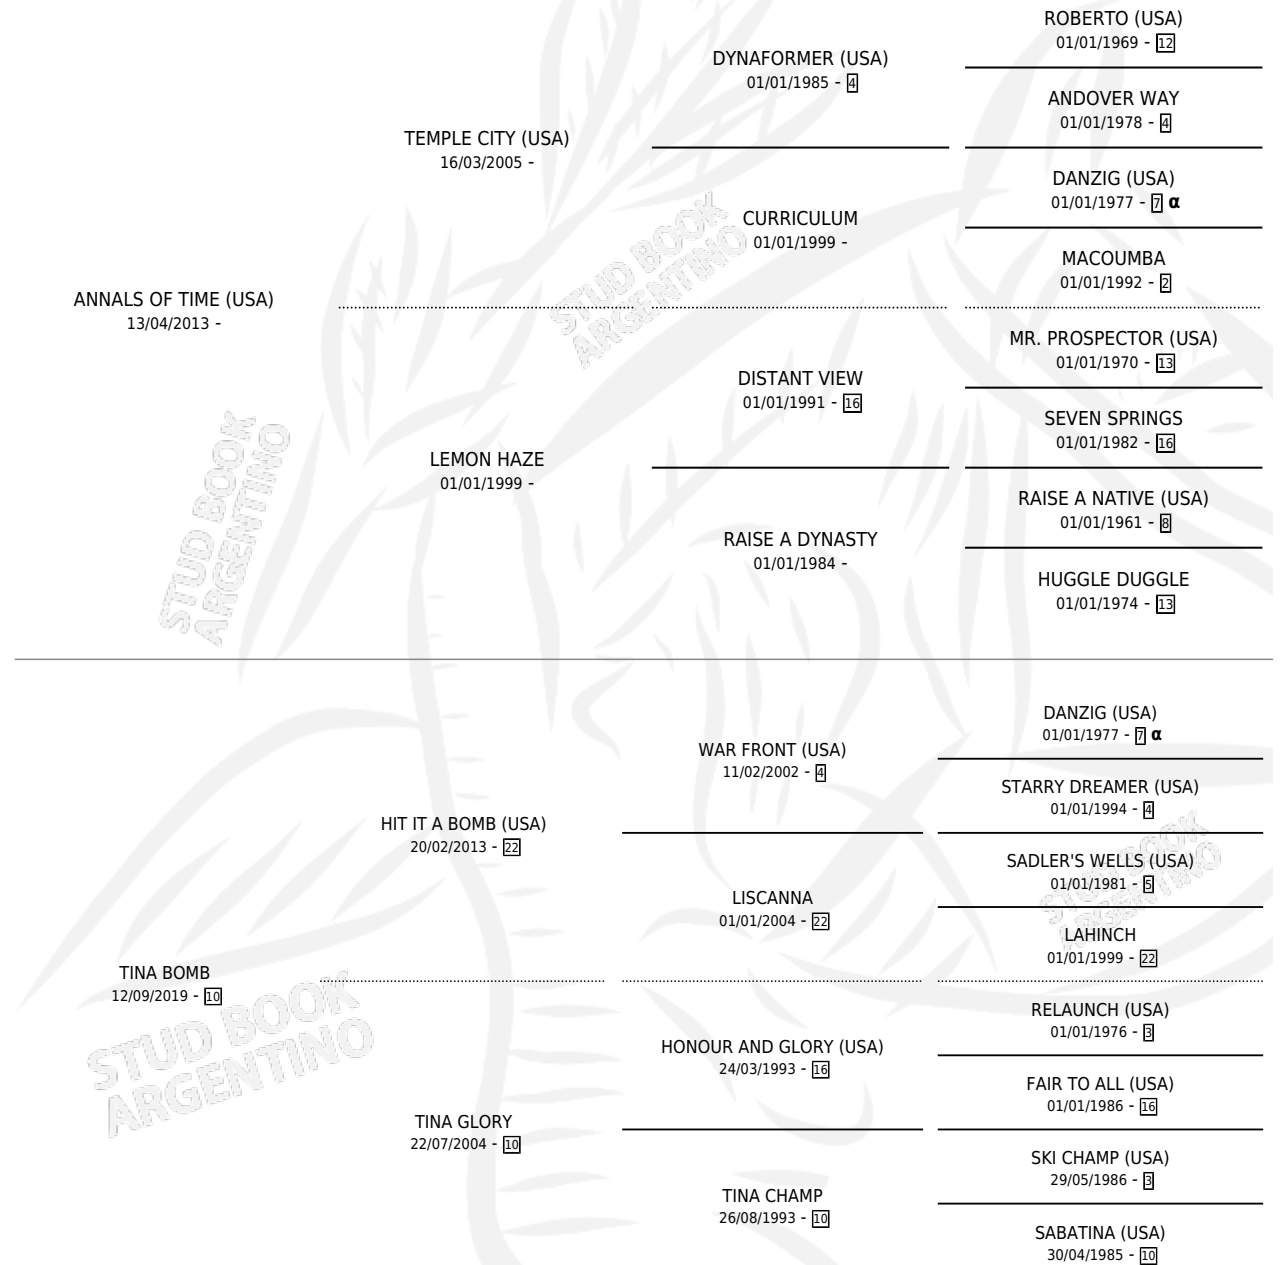 ROBERTO (USA)
01/01/1969 - 12
DYNAFORMER (USA)
01/01/1985 - 4
ANDOVER WAY
01/01/1978 - 4
TEMPLE CITY (USA)
16/03/2005 -
DANZIG (USA)
01/01/1977 - 7 α
CURRICULUM
01/01/1999 -
MACOUMBA
01/01/1992 - 2
ANNALS OF TIME (USA)
13/04/2013 -
MR. PROSPECTOR (USA)
01/01/1970 - 13
DISTANT VIEW
01/01/1991 - 16
SEVEN SPRINGS
01/01/1982 - 16
LEMON HAZE
01/01/1999 -
RAISE A NATIVE (USA)
01/01/1961 - 8
RAISE A DYNASTY
01/01/1984 -
HUGGLE DUGGLE
01/01/1974 - 13
STUD BOOK
ARGENTINO
STUD BOOK
ARGENTINO
DANZIG (USA)
01/01/1977 - 7 α
WAR FRONT (USA)
11/02/2002 - 4
STARRY DREAMER (USA)
01/01/1994 - 4
HIT IT A BOMB (USA)
20/02/2013 - 22
SADLER'S WELLS (USA)
01/01/1981 - 5
LISCANNA
01/01/2004 - 22
LAHINCH
01/01/1999 - 22
TINA BOMB
12/09/2019 - 10
RELAUNCH (USA)
01/01/1976 - 3
HONOUR AND GLORY (USA)
24/03/1993 - 16
FAIR TO ALL (USA)
01/01/1986 - 16
TINA GLORY
22/07/2004 - 10
SKI CHAMP (USA)
29/05/1986 - 3
TINA CHAMP
26/08/1993 - 10
SABATINA (USA)
30/04/1985 - 10
STUD BOOK
ARGENTINO
STUD BOOK
ARGENTINO